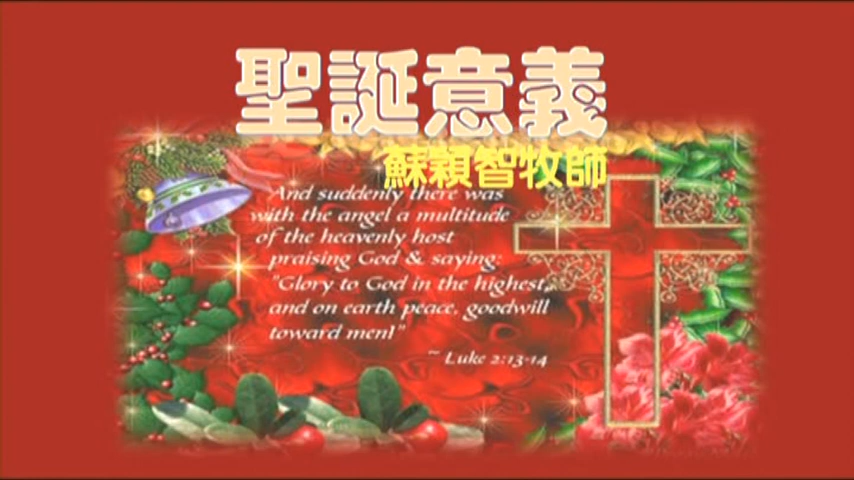 聖誕意義
蘇穎智牧師
And suddenly there was
with the angel a multitude
of the heavenly host
praising God & saying:
"Glory to God in the highest,
and on earth peace, goodwill
toward men!"
~ Luke 2:13-14